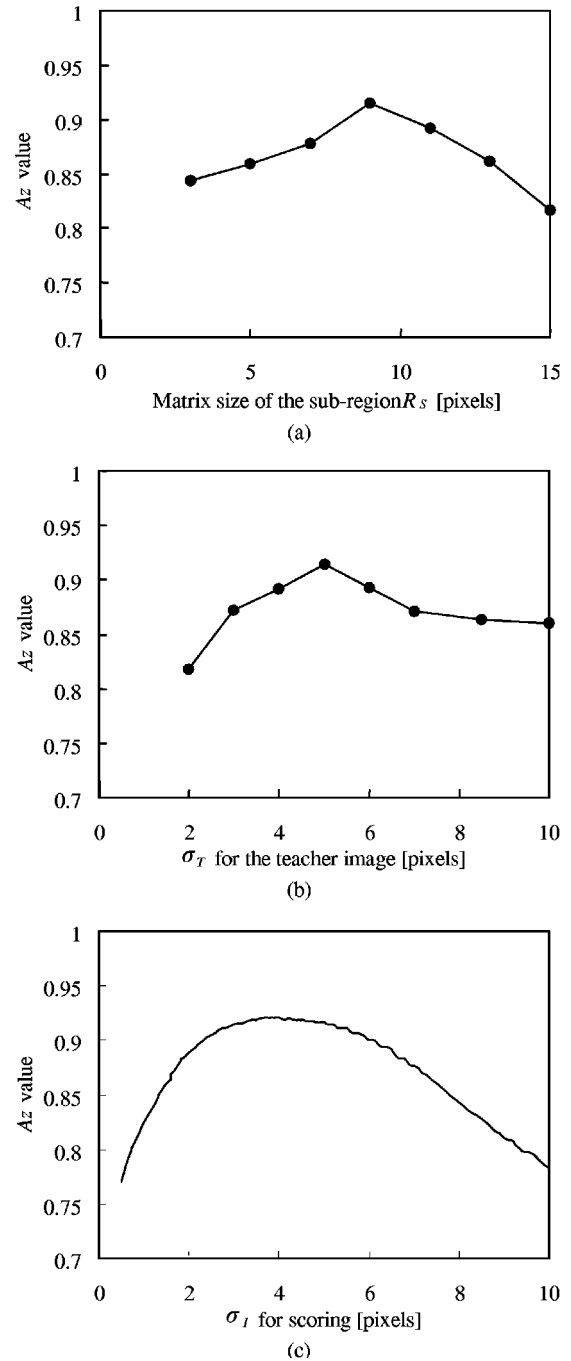 1
0.95
0.9
0.85
0.8
0.75
0.7
Az value
0 5 10 15
Matrix size of the sub-regionR S [pixels]
(a)
1
0.95
0.9
0.85
0.8
0.75
0.7
Az value
0 2 4 6 8 10
σ T for the teacher image [pixels]
(b)
1
0.95
0.9
0.85
0.8
0.75
0.7
Az value
0 2 4 6 8 10
σ I for scoring [pixels]
(c)